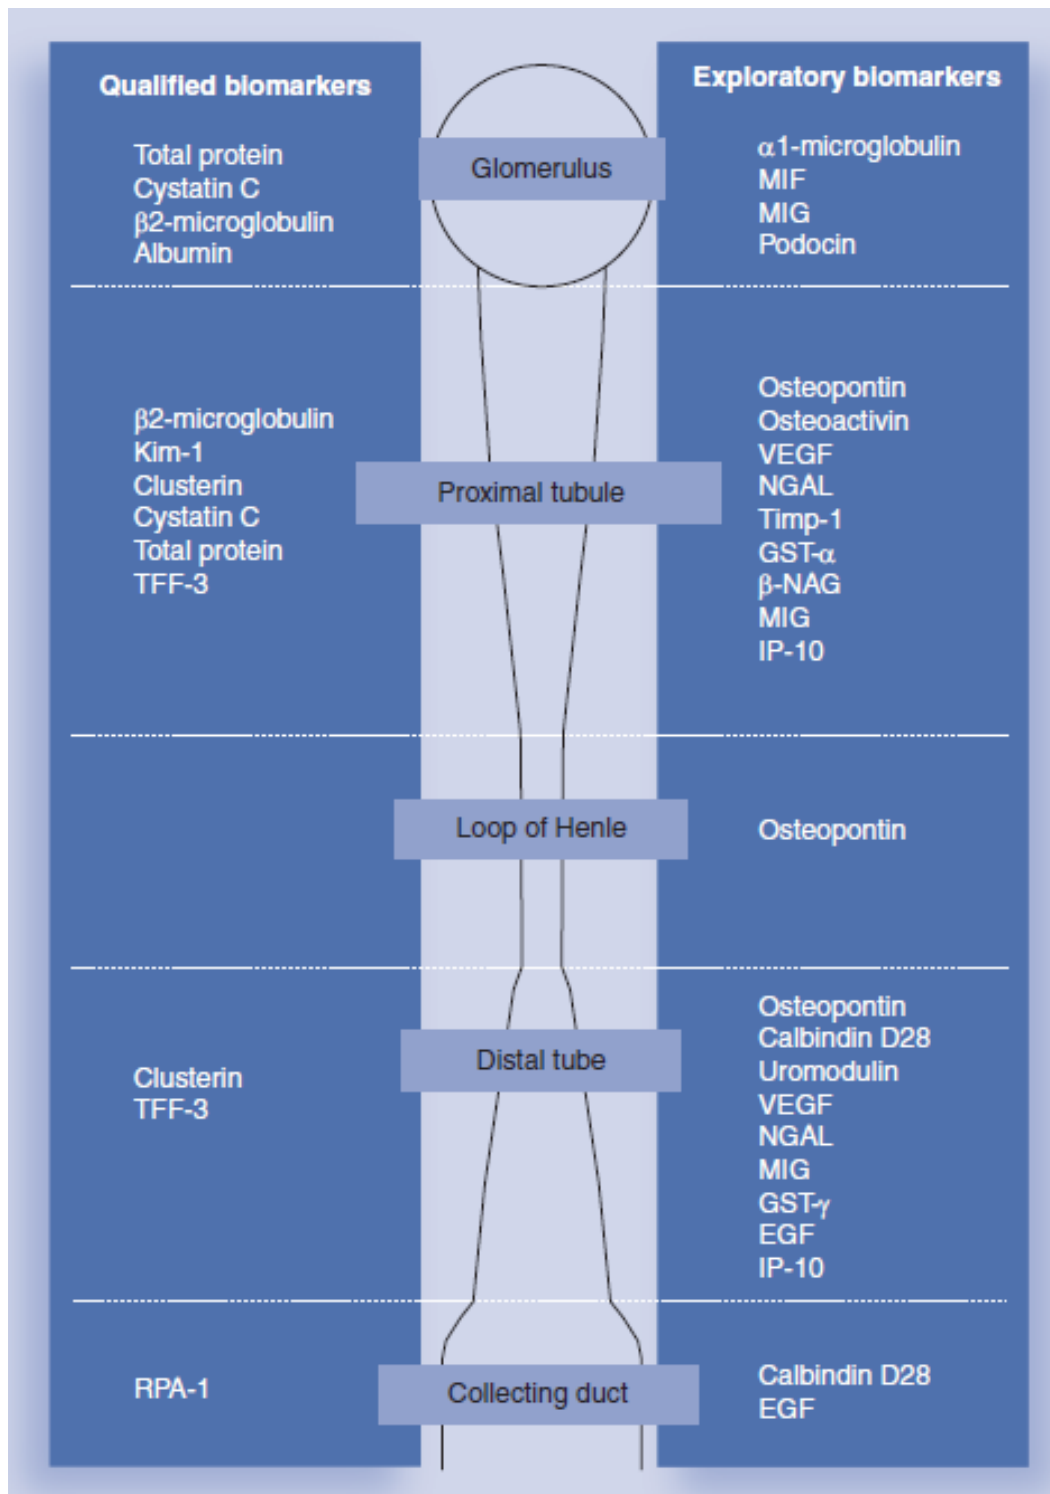 Qualified biomarkers
Exploratory biomarkers
Total protein
Cystatin C
β2-microglobulin
Albumin
Glomerulus
α1-microglobulin
MIF
MIG
Podocin
β2-microglobulin
Kim-1
Clusterin
Cystatin C
Total protein
TFF-3
Proximal tubule
Osteopontin
Osteoactivin
VEGF
NGAL
Timp-1
GST-α
β-NAG
MIG
IP-10
Loop of Henle
Osteopontin
Clusterin
TFF-3
Distal tube
Osteopontin
Calbindin D28
Uromodulin
VEGF
NGAL
MIG
GST-γ
EGF
IP-10
RPA-1
Collecting duct
Calbindin D28
EGF